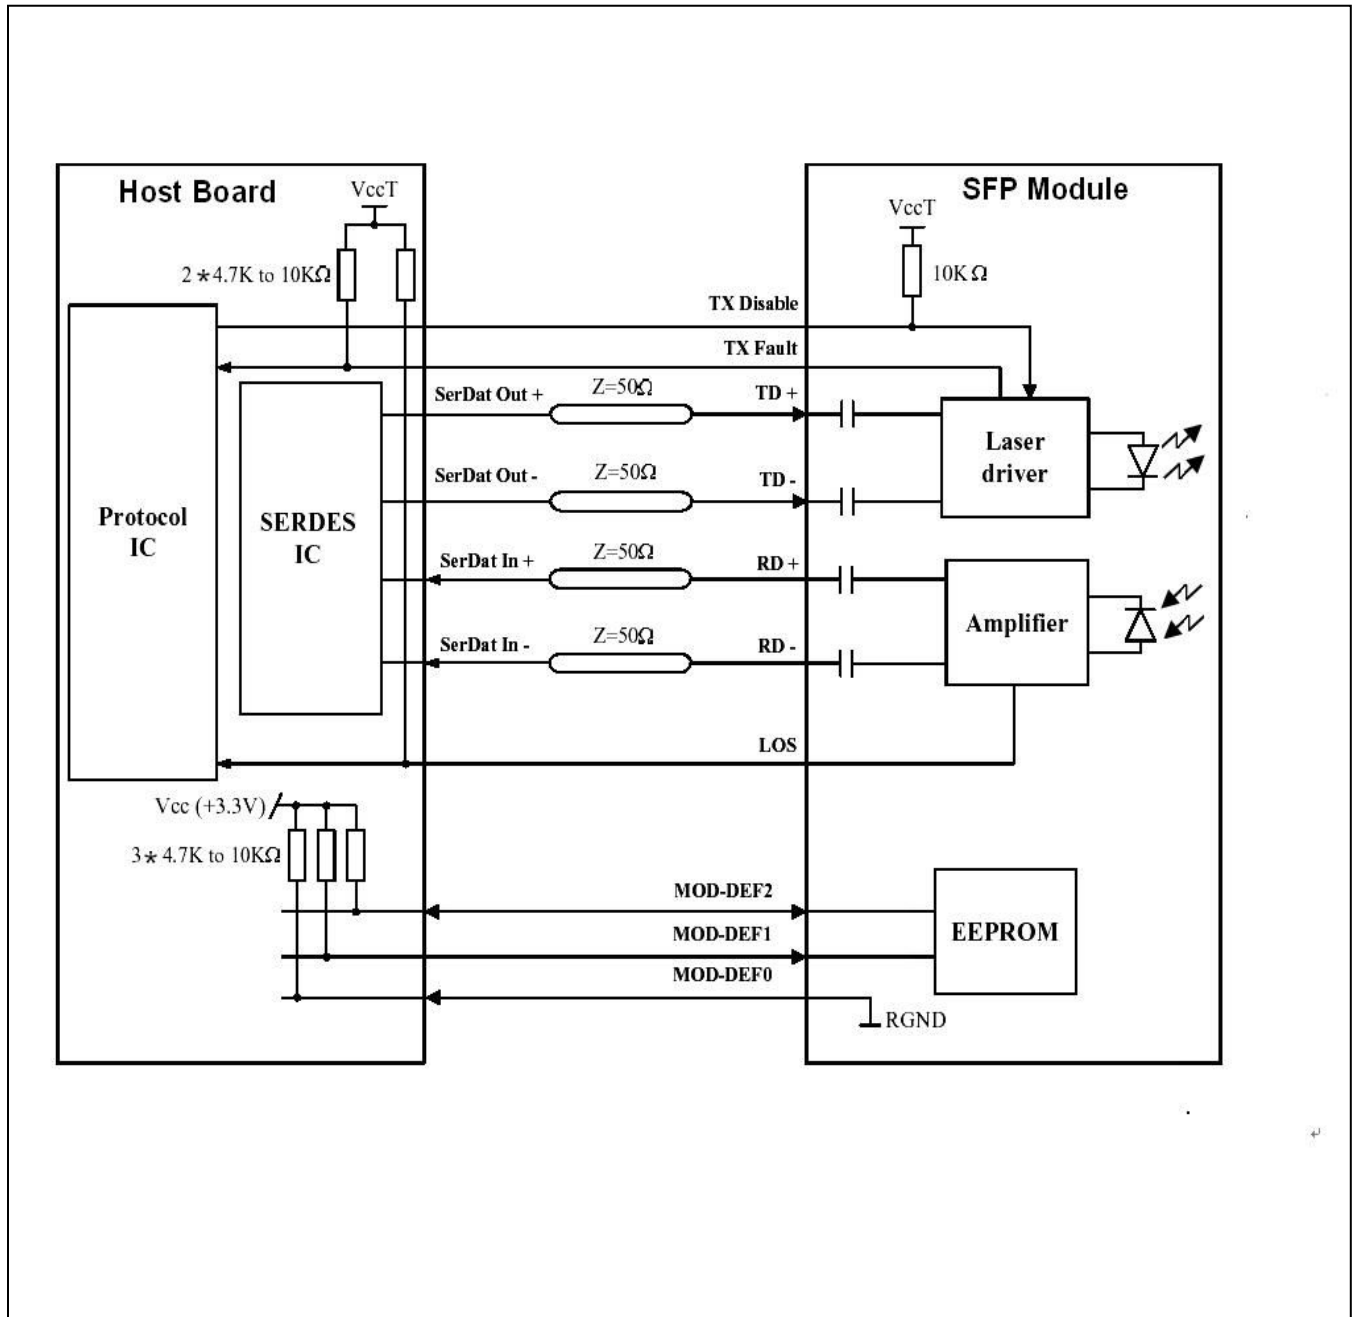 Host Board
VccT
2*4.7K to 10KΩ
SFP Module
VccT
10KΩ
TX Disable
TX Fault
SerDat Out +
Z=50Ω
TD +
SerDat Out -
Z=50Ω
TD -
SerDat In +
Z=50Ω
RD +
SerDat In -
Z=50Ω
RD -
Protocol
IC
SERDES
IC
Laser
driver
Amplifier
LOS
Vcc (+3.3V)
3*4.7K to 10KΩ
MOD-DEF2
MOD-DEF1
MOD-DEF0
EEPROM
RGND